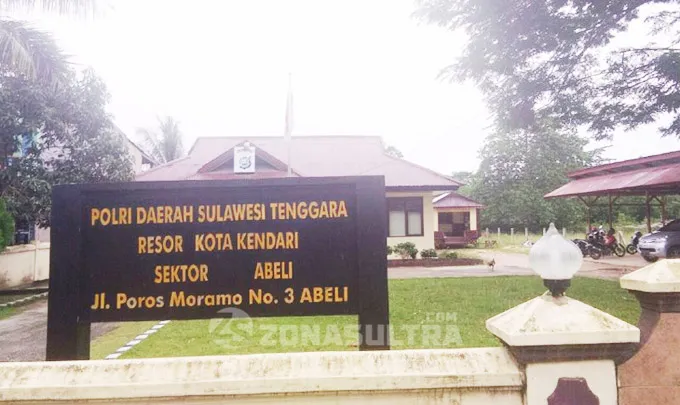 POLRI DAERAH SULAWESI TENGGARA
RESOR KOTA KENDARI
SEKTOR ABELI
Jl. Poros Moramo No. 3 ABELI
ZONASULTRA
.COM